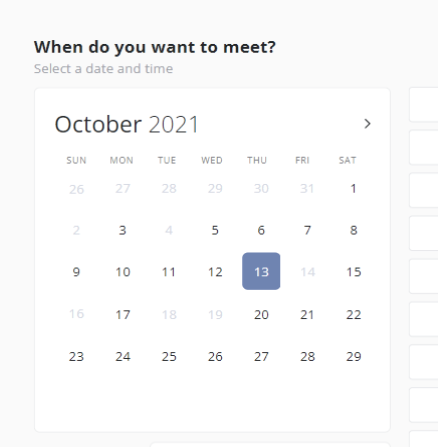 When do you want to meet?
Select a date and time
October 2021
SUN MON TUE WED THU FRI SAT
26 27 28 29 30 31 1
2 3 4 5 6 7 8
9 10 11 12 13 14 15
16 17 18 19 20 21 22
23 24 25 26 27 28 29